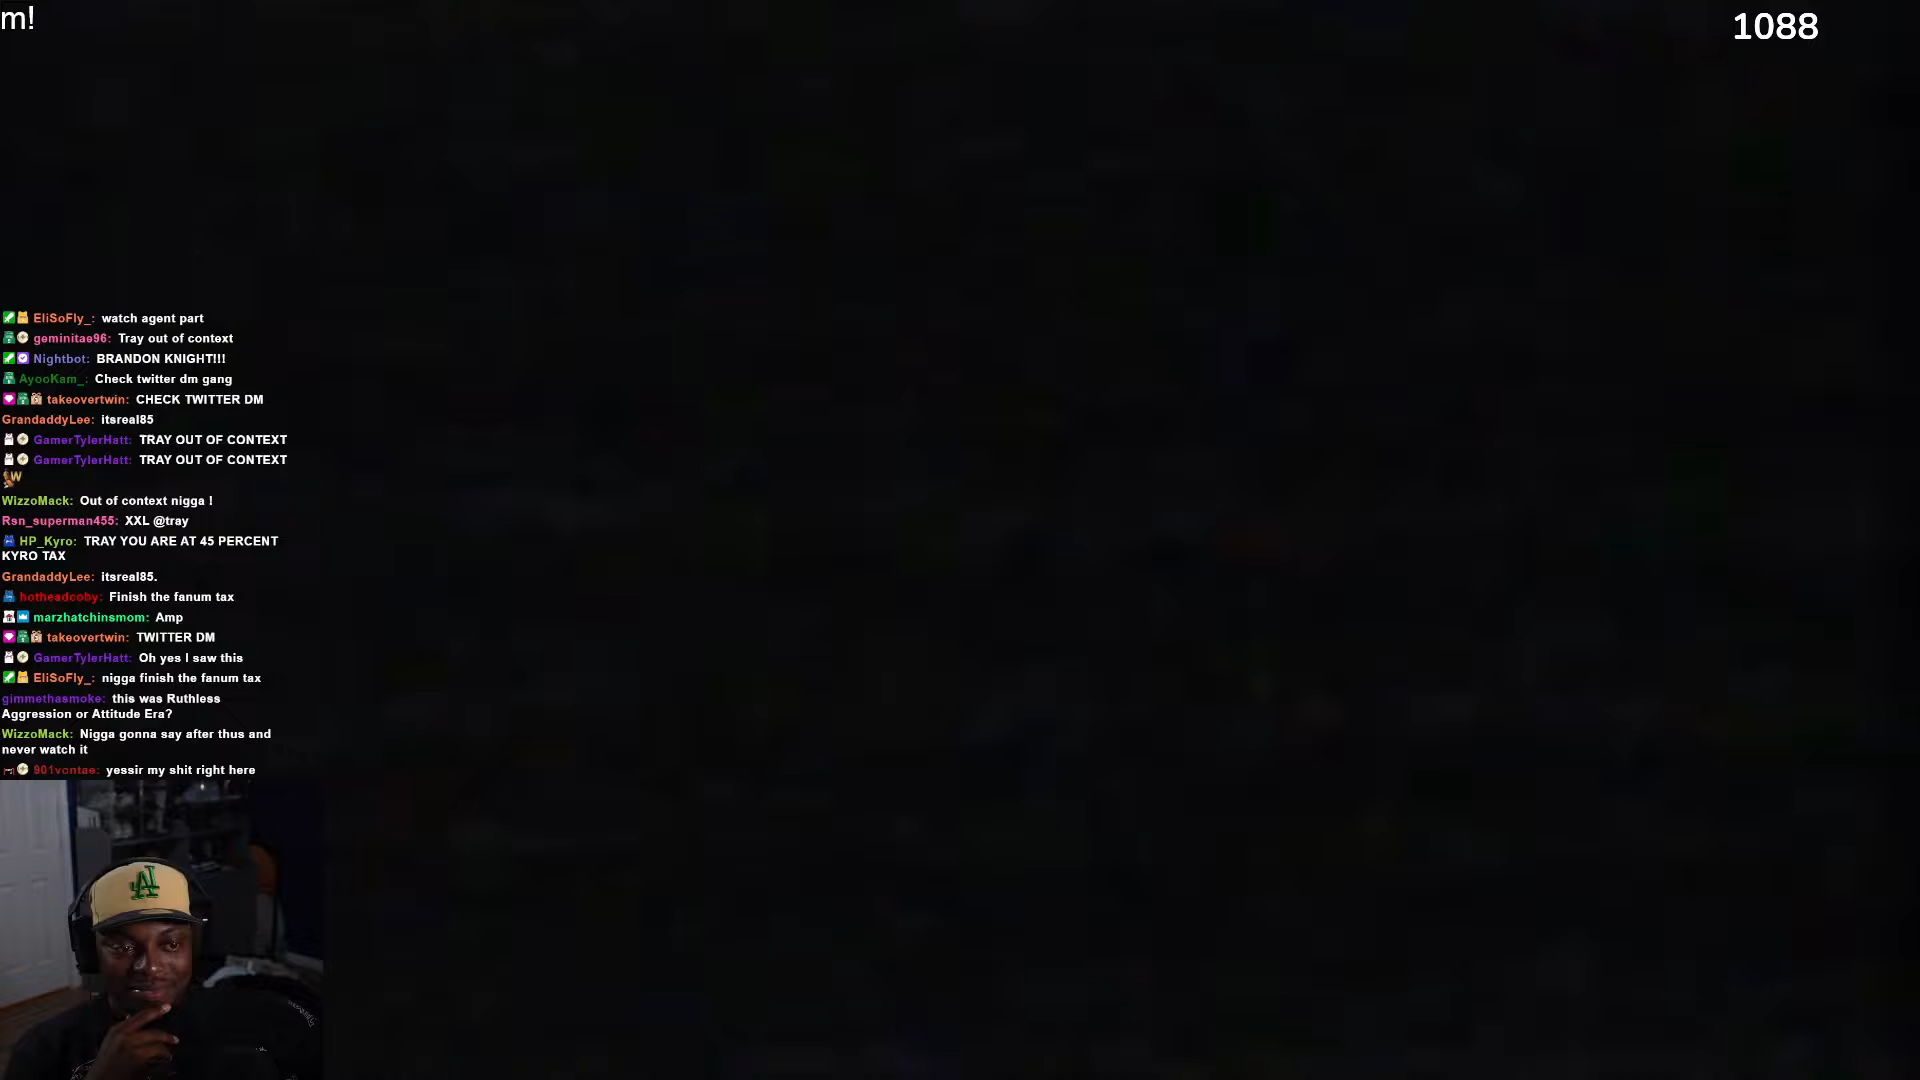 m!
1088
EliSoFly_: watch agent part
geminitae96: Tray out of context
Nightbot: BRANDON KNIGHT!!!
AyooKam_: Check twitter dm gang
takeovertwin: CHECK TWITTER DM
GrandaddyLee: itsreal85
GamerTylerHatt: TRAY OUT OF CONTEXT
GamerTylerHatt: TRAY OUT OF CONTEXT
W
WizzoMack: Out of context nigga !
Rsn_superman455: XXL @tray
HP_Kyro: TRAY YOU ARE AT 45 PERCENT
KYRO TAX
GrandaddyLee: itsreal85.
hotheadcoby: Finish the fanum tax
marzhatchinsmom: Amp
takeovertwin: TWITTER DM
GamerTylerHatt: Oh yes I saw this
EliSoFly_: nigga finish the fanum tax
gimmethasmoke: this was Ruthless
Aggression or Attitude Era?
WizzoMack: Nigga gonna say after thus and
never watch it
901vontae: yessir my shit right here